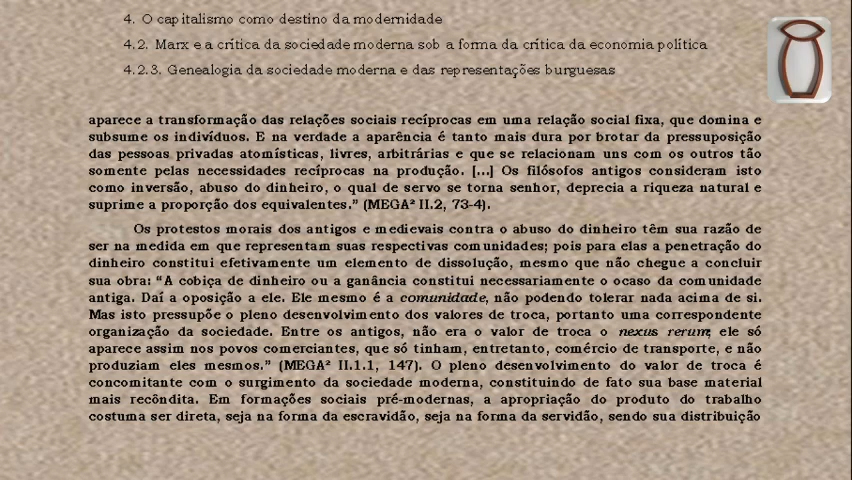 4. O capitalismo como destino da modernidade
4.2. Marx e a crítica da sociedade moderna sob a forma da crítica da economia política
4.2.3. Genealogia da sociedade moderna e das representações burguesas
aparece a transformação das relações sociais recíprocas em uma relação social fixa, que domina e
subsume os indivíduos. E na verdade a aparência é tanto mais dura por brotar da pressuposição
das pessoas privadas atomísticas, livres, arbitrárias e que se relacionam uns com os outros tão
somente pelas necessidades recíprocas na produção. [...] Os filósofos antigos consideram isto
como inversão, abuso do dinheiro, o qual de servo se torna senhor, deprecia a riqueza natural e
suprime a proporção dos equivalentes.” (MEGA² II.2, 73-4).
Os protestos morais dos antigos e medievais contra o abuso do dinheiro têm sua razão de
ser na medida em que representam suas respectivas comunidades; pois para elas a penetração do
dinheiro constitui efetivamente um elemento de dissolução, mesmo que não chegue a concluir
sua obra: “A cobiça de dinheiro ou a ganância constitui necessariamente o ocaso da comunidade
antiga. Daí a oposição a ele. Ele mesmo é a comunidade, não podendo tolerar nada acima de si.
Mas isto pressupõe o pleno desenvolvimento dos valores de troca, portanto uma correspondente
organização da sociedade. Entre os antigos, não era o valor de troca o nexus rerum; ele só
aparece assim nos povos comerciantes, que só tinham, entretanto, comércio de transporte, e não
produziam eles mesmos.” (MEGA² II.1.1, 147). O pleno desenvolvimento do valor de troca é
concomitante com o surgimento da sociedade moderna, constituindo de fato sua base material
mais recôndita. Em formações sociais pré-modernas, a apropriação do produto do trabalho
costuma ser direta, seja na forma da escravidão, seja na forma da servidão, sendo sua distribuição